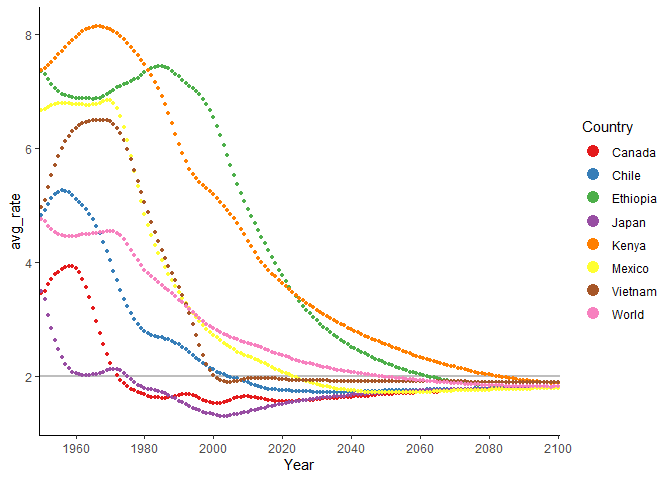 8
6
4
2
avg_rate
1960 1980 2000 2020 2040 2060 2080 2100
Year
Country
Canada
Chile
Ethiopia
Japan
Kenya
Mexico
Vietnam
World